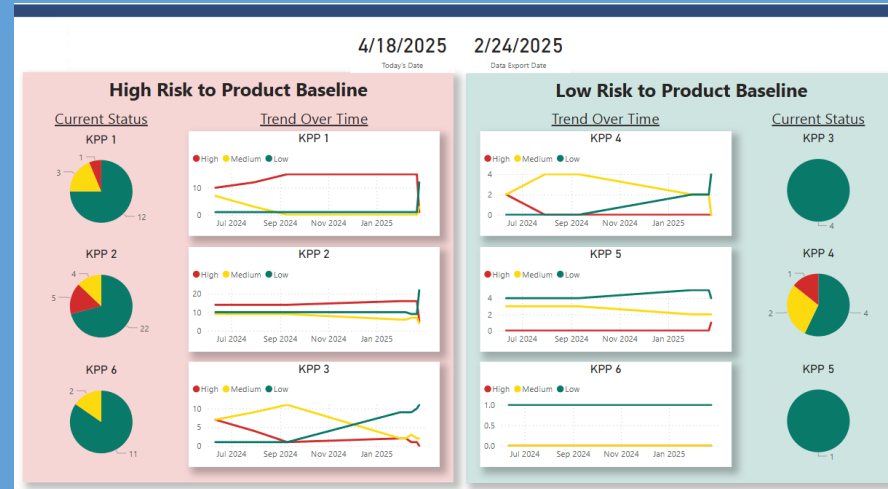 4/18/2025 2/24/2025
Today's Date Data Export Date
High Risk to Product Baseline
Current Status Trend Over Time
KPP 1
1
3
12
KPP 1
High Medium Low
10
0
Jul 2024 Sep 2024 Nov 2024 Jan 2025
KPP 2
4
5
22
KPP 2
High Medium Low
20
10
0
Jul 2024 Sep 2024 Nov 2024 Jan 2025
KPP 6
2
11
KPP 3
High Medium Low
10
5
0
Jul 2024 Sep 2024 Nov 2024 Jan 2025
Low Risk to Product Baseline
Trend Over Time Current Status
KPP 4
High Medium Low
4
2
0
Jul 2024 Sep 2024 Nov 2024 Jan 2025
KPP 3
4
KPP 5
High Medium Low
4
2
0
Jul 2024 Sep 2024 Nov 2024 Jan 2025
KPP 4
1
2
4
KPP 6
High Medium Low
1.0
0.5
0.0
Jul 2024 Sep 2024 Nov 2024 Jan 2025
KPP 5
1